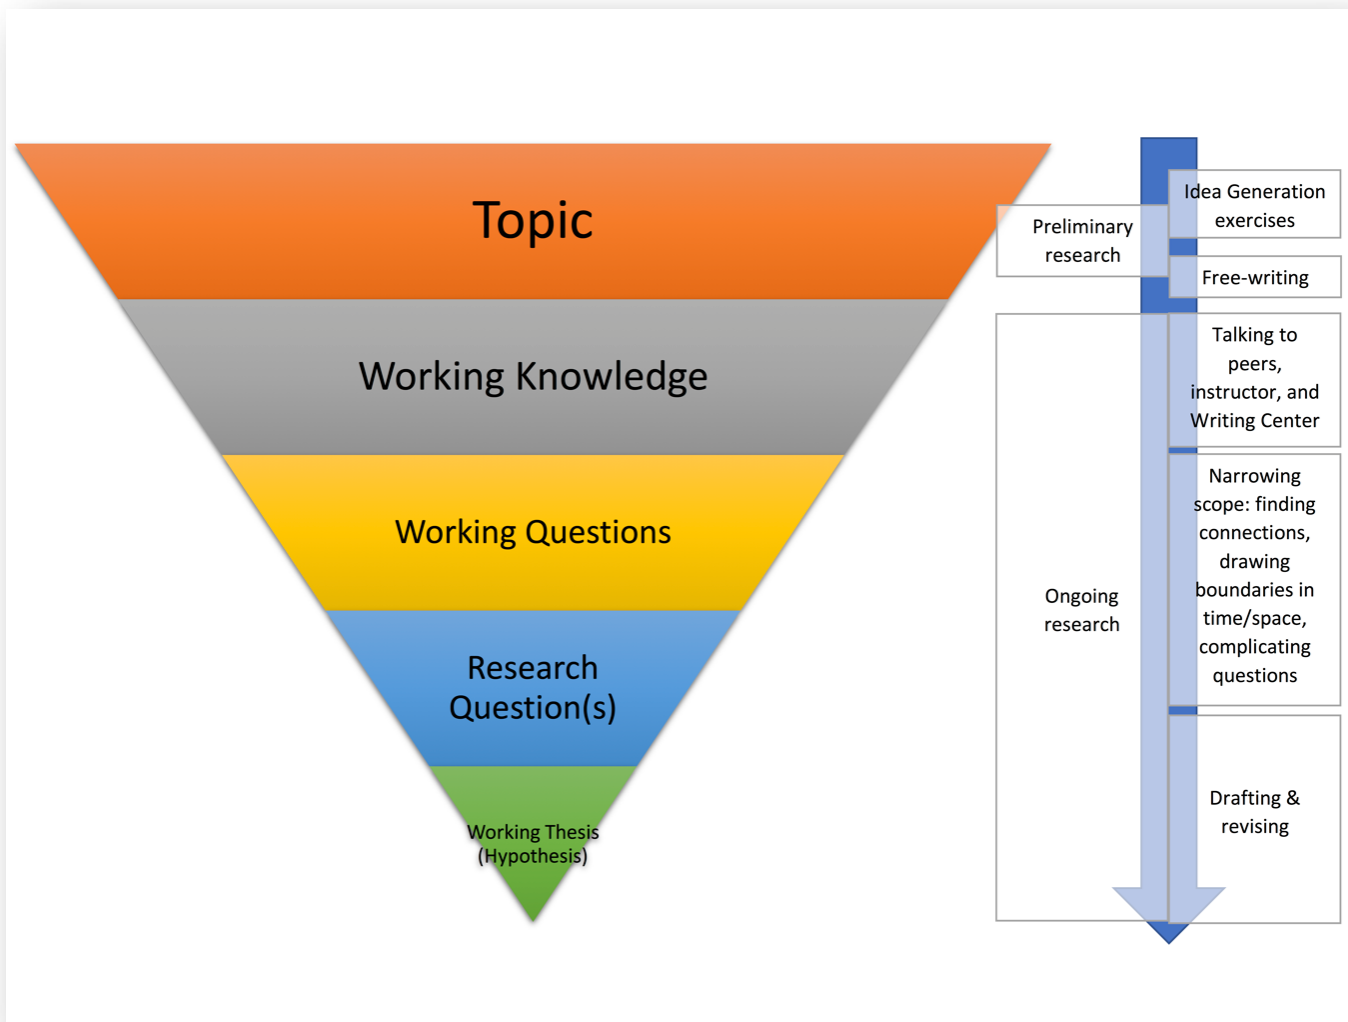 Topic
Working Knowledge
Working Questions
Research
Question(s)
Working Thesis
(Hypothesis)
Preliminary
research
Ongoing
research
Idea Generation
exercises
Free-writing
Talking to
peers,
instructor, and
Writing Center
Narrowing
scope: finding
connections,
drawing
boundaries in
time/space,
complicating
questions
Drafting &
revising